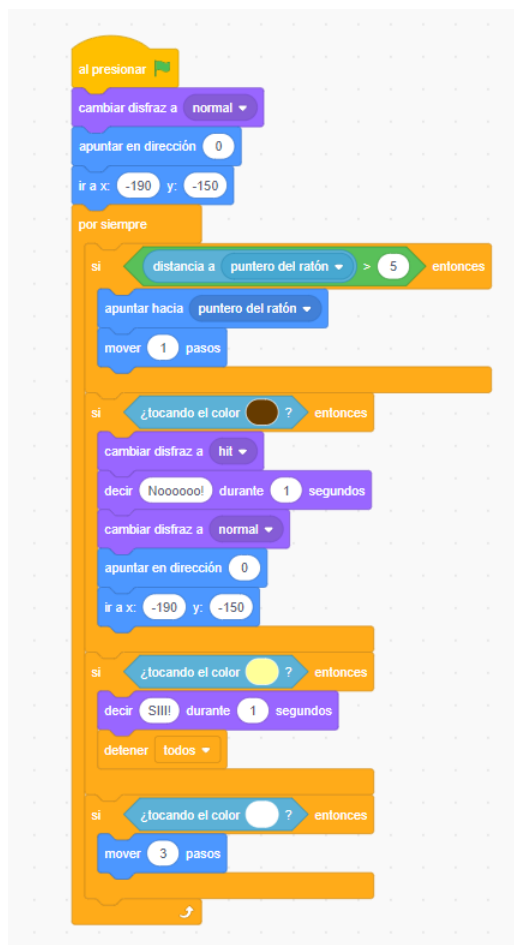 al presionar
cambiar disfraz a normal
apuntar en dirección 0
ir a x: -190 y: -150
por siempre
si distancia a puntero del ratón > 5 entonces
apuntar hacia puntero del ratón
mover 1 pasos
si ¿tocando el color ? entonces
cambiar disfraz a hit
decir Noooooo! durante 1 segundos
cambiar disfraz a normal
apuntar en dirección 0
ir a x: -190 y: -150
si ¿tocando el color ? entonces
decir SIII! durante 1 segundos
detener todos
si ¿tocando el color ? entonces
mover 3 pasos